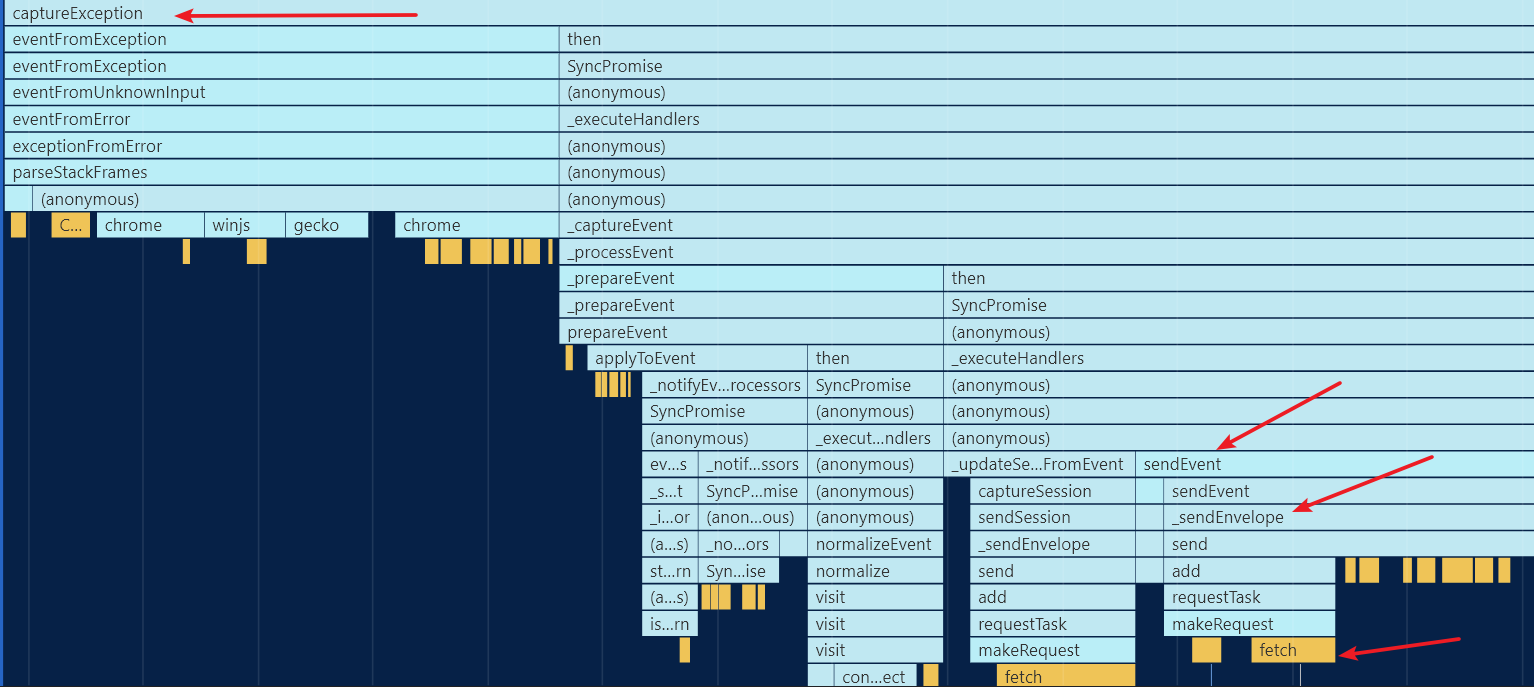 captureException
eventFromException then
eventFromException SyncPromise
eventFromUnknownInput (anonymous)
eventFromError _executeHandlers
exceptionFromError (anonymous)
parseStackFrames (anonymous)
(anonymous) (anonymous)
C... chrome winjs gecko chrome _captureEvent
_processEvent
_prepareEvent then
_prepareEvent SyncPromise
prepareEvent (anonymous)
applyToEvent then _executeHandlers
_notifyEv...rocessors SyncPromise (anonymous)
SyncPromise (anonymous) (anonymous)
(anonymous) _execut...ndlers (anonymous)
ev...s _notif...ssors (anonymous) _updateSe...FromEvent sendEvent
_s...t SyncP...mise (anonymous) captureSession sendEvent
_i...or (anon...ous) (anonymous) sendSession _sendEnvelope
(a...s) _no...ors normalizeEvent _sendEnvelope send
st...rn Syn...ise normalize send add
(a...s) visit add requestTask
is...rn visit requestTask makeRequest
visit makeRequest fetch
con...ect fetch